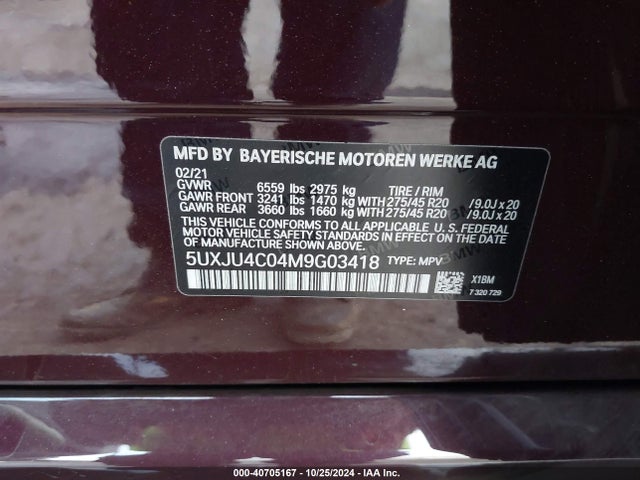 MFD BY BAYERISCHE MOTOREN WERKE AG
02/21
GVWR 6559 lbs 2975 kg TIRE / RIM
GAWR FRONT 3241 lbs 1470 kg WITH 275/45 R20 /9.0J x 20
GAWR REAR 3660 lbs 1660 kg WITH 275/45 R20 /9.0J x 20
THIS VEHICLE CONFORMS TO ALL APPLICABLE U. S. FEDERAL
MOTOR VEHICLE SAFETY STANDARDS IN EFFECT ON THE DATE
OF MANUFACTURE SHOWN ABOVE.
5UXJU4C04M9G03418 TYPE: MPV
X1BM
7 320 729
000-40705167 - 10/25/2024 - IAA Inc.